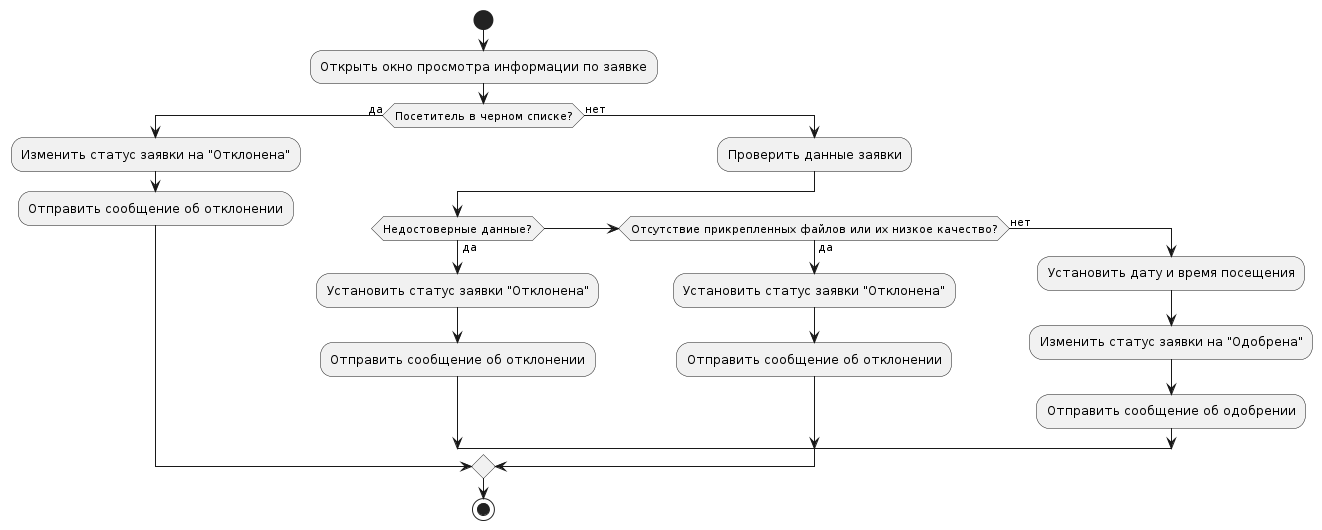 Открыть окно просмотра информации по заявке
да
Посетитель в черном списке?
нет
Изменить статус заявки на "Отклонена"
Проверить данные заявки
Отправить сообщение об отклонении
Недостоверные данные?
Отсутствие прикрепленных файлов или их низкое качество?
нет
да
да
Установить статус заявки "Отклонена"
Установить статус заявки "Отклонена"
Установить дату и время посещения
Отправить сообщение об отклонении
Отправить сообщение об отклонении
Изменить статус заявки на "Одобрена"
Отправить сообщение об одобрении